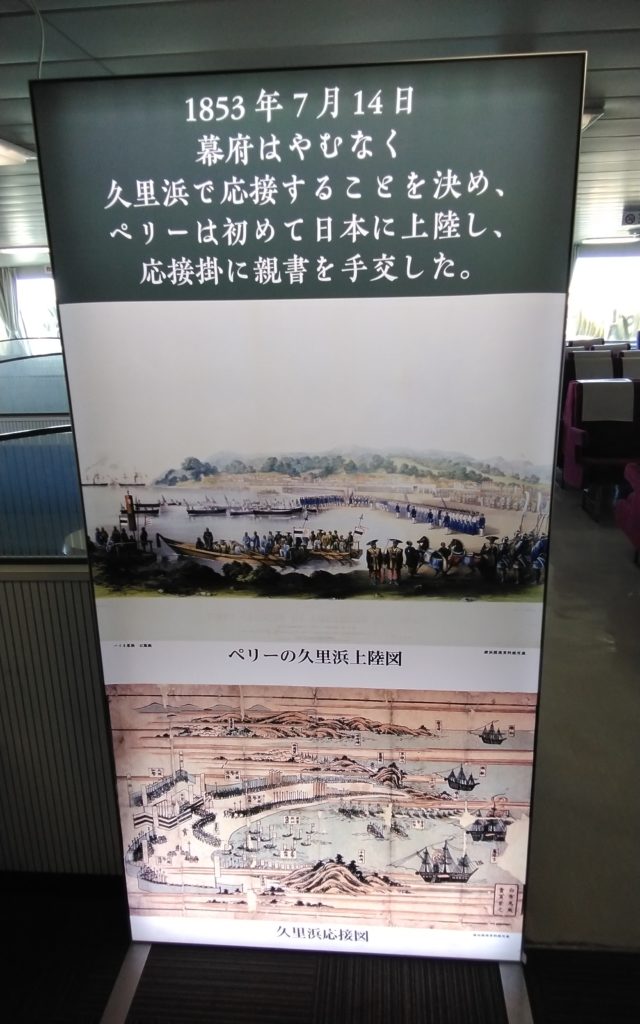 1853年7月14日
幕府はやむなく
久里浜で応接することを決め、
ペリーは初めて日本に上陸し、
応接掛に親書を手交した。
ペリーの久里浜上陸図
久里浜応接図